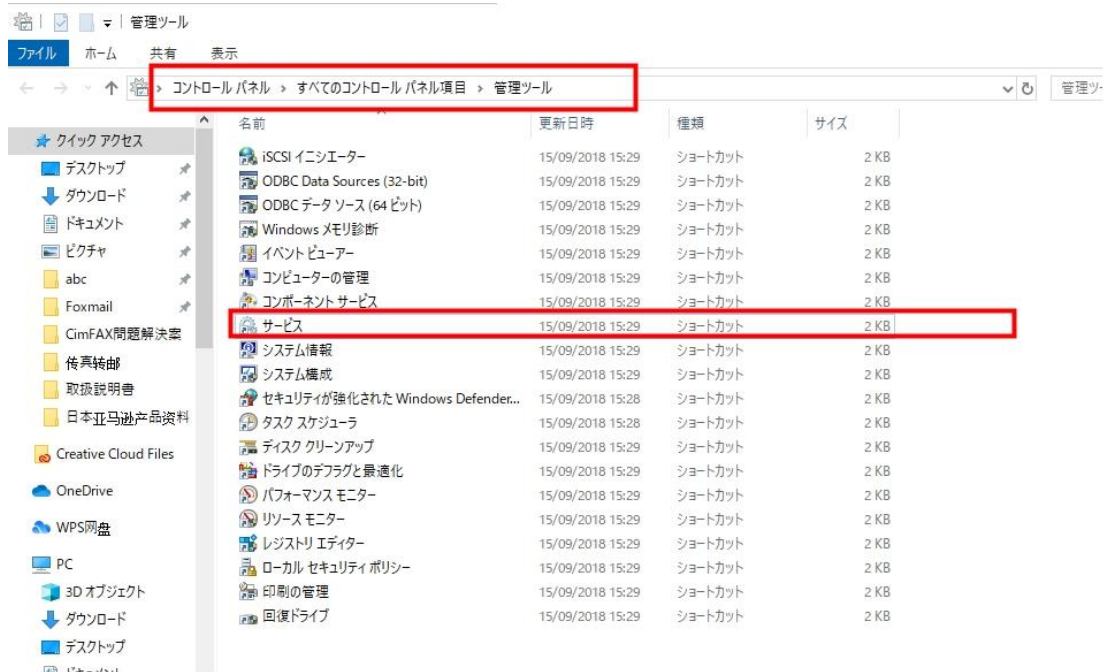 管理ツール
ファイル ホーム 共有 表示
コントロール パネル › すべてのコントロール パネル項目 › 管理ツール
管理ツ
名前 更新日時 種類 サイズ
クイック アクセス
デスクトップ
ダウンロード
ドキュメント
ピクチャ
abc
Foxmail
CimFAX問題解決案
传真转邮
取扱説明書
日本亚马逊产品资料
Creative Cloud Files
OneDrive
WPS网盘
PC
3D オブジェクト
ダウンロード
デスクトップ
iSCSI イニシエーター 15/09/2018 15:29 ショートカット 2 KB
ODBC Data Sources (32-bit) 15/09/2018 15:29 ショートカット 2 KB
ODBC データ ソース (64 ビット) 15/09/2018 15:29 ショートカット 2 KB
Windows メモリ診断 15/09/2018 15:29 ショートカット 2 KB
イベント ビューアー 15/09/2018 15:29 ショートカット 2 KB
コンピューターの管理 15/09/2018 15:29 ショートカット 2 KB
コンポーネント サービス 15/09/2018 15:29 ショートカット 2 KB
サービス 15/09/2018 15:29 ショートカット 2 KB
システム情報 15/09/2018 15:29 ショートカット 2 KB
システム構成 15/09/2018 15:29 ショートカット 2 KB
セキュリティが強化された Windows Defender... 15/09/2018 15:28 ショートカット 2 KB
タスク スケジューラ 15/09/2018 15:28 ショートカット 2 KB
ディスク クリーンアップ 15/09/2018 15:29 ショートカット 2 KB
ドライブのデフラグと最適化 15/09/2018 15:29 ショートカット 2 KB
パフォーマンス モニター 15/09/2018 15:29 ショートカット 2 KB
リソース モニター 15/09/2018 15:29 ショートカット 2 KB
レジストリ エディター 15/09/2018 15:29 ショートカット 2 KB
ローカル セキュリティ ポリシー 15/09/2018 15:29 ショートカット 2 KB
印刷の管理 15/09/2018 15:29 ショートカット 2 KB
回復ドライブ 15/09/2018 15:29 ショートカット 2 KB